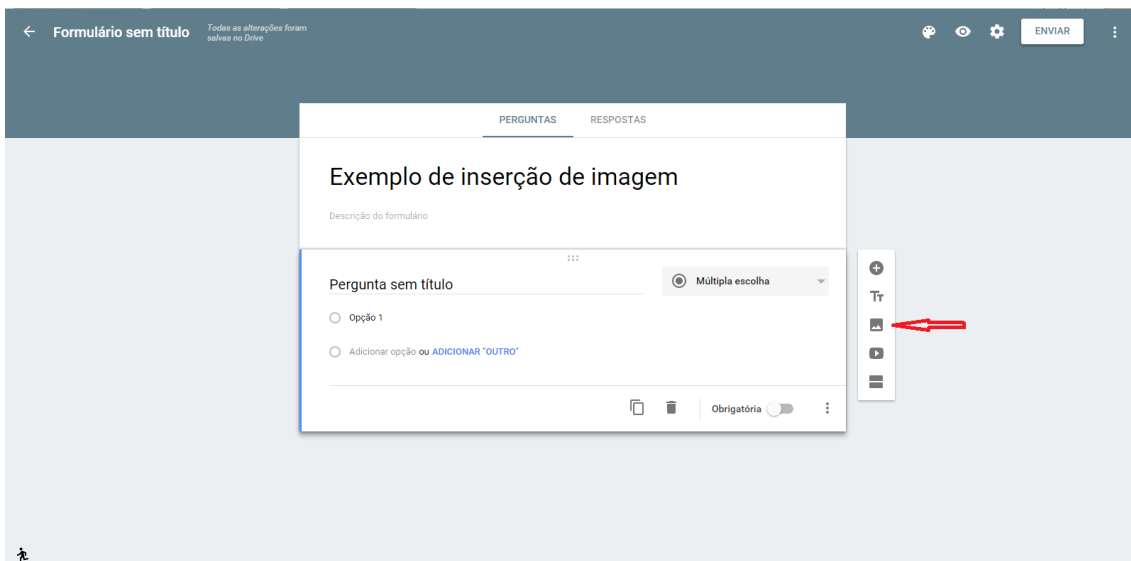 Formulário sem título
Todas as alterações foram
salvas no Drive
ENVIAR
PERGUNTAS RESPOSTAS
Exemplo de inserção de imagem
Descrição do formulário
Pergunta sem título
Múltipla escolha
Opção 1
Adicionar opção ou ADICIONAR "OUTRO"
Obrigatória